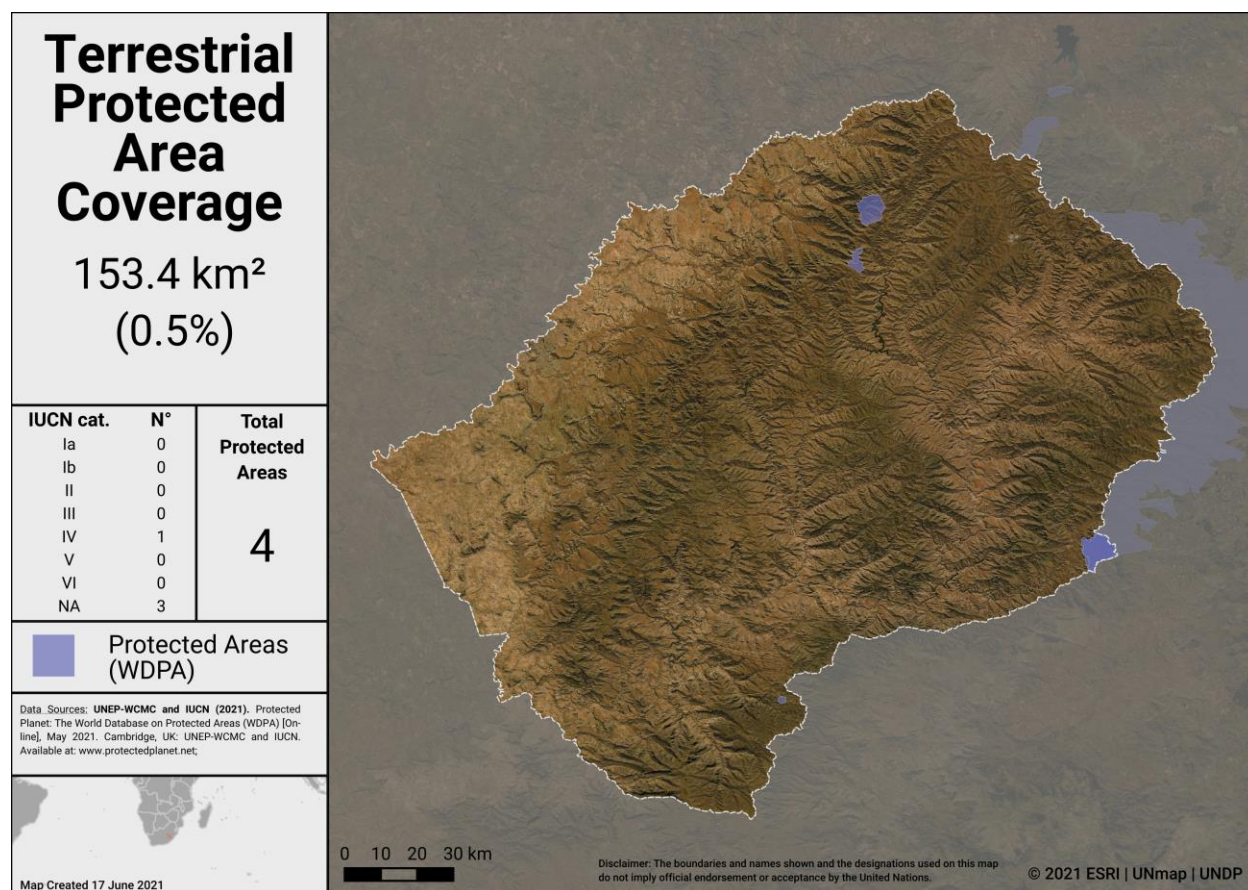 Terrestrial
Protected
Area
Coverage
153.4 km²
(0.5%)
IUCN cat. N°
Ia 0
Ib 0
II 0
III 0
IV 1
V 0
VI 0
NA 3
Total
Protected
Areas
4
Protected Areas
(WDPA)
Data Sources: UNEP-WCMC and IUCN (2021). Protected
Planet: The World Database on Protected Areas (WDPA) [On-
line], May 2021. Cambridge, UK: UNEP-WCMC and IUCN.
Available at: www.protectedplanet.net;
Map Created 17 June 2021
0 10 20 30 km
Disclaimer: The boundaries and names shown and the designations used on this map
do not imply official endorsement or acceptance by the United Nations.
© 2021 ESRI | UNmap | UNDP